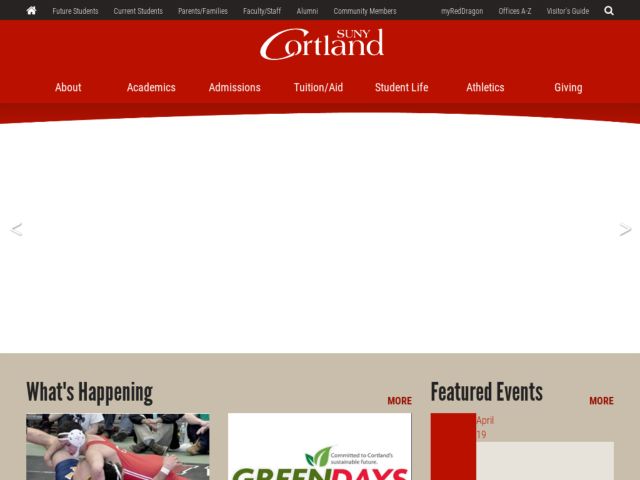 Future Students Current Students Parents/Families Faculty/Staff Alumni Community Members myRedDragon Offices A-Z Visitor's Guide
SUNY
Cortland
About Academics Admissions Tuition/Aid Student Life Athletics Giving
< >
What's Happening MORE
Featured Events MORE
Committed to Cortland's
sustainable future.
GREENDAYS
April
19